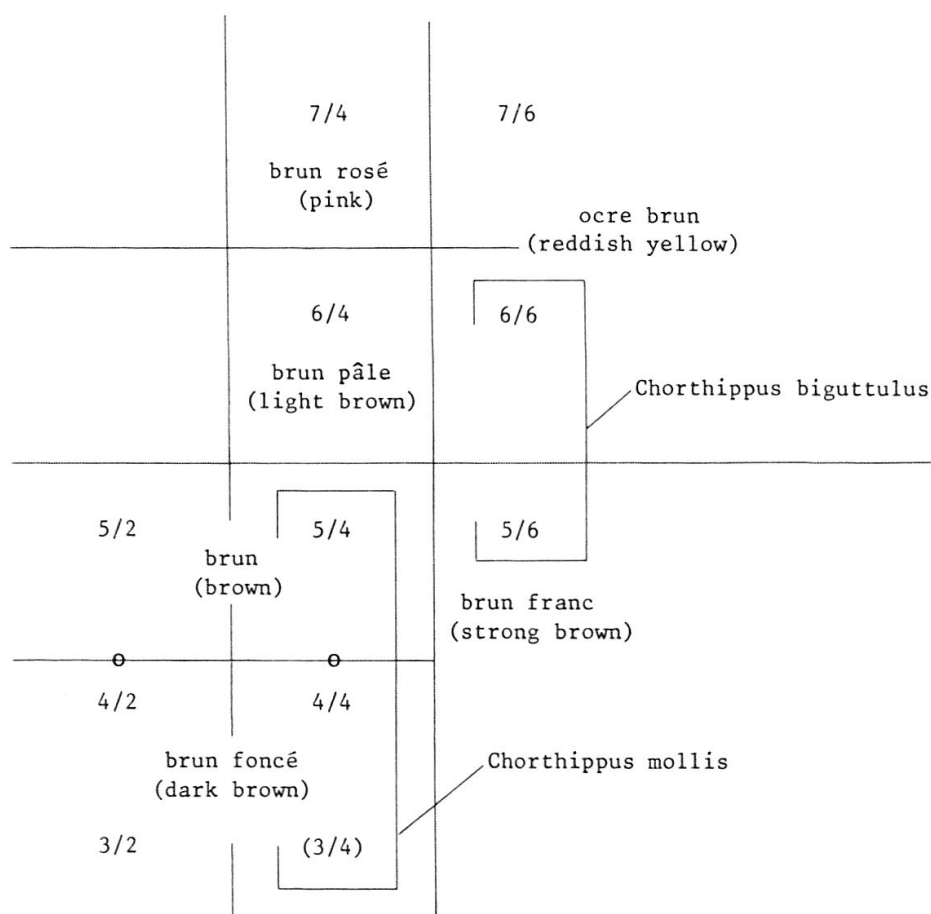 7/4 7/6
brun rosé
(pink)
ocre brun
(reddish yellow)
6/4 6/6
brun pâle
(light brown)
Chorthippus biguttulus
5/2 5/4 5/6
brun
(brown)
brun franc
(strong brown)
o o
4/2 4/4
brun foncé
(dark brown)
Chorthippus mollis
3/2 (3/4)